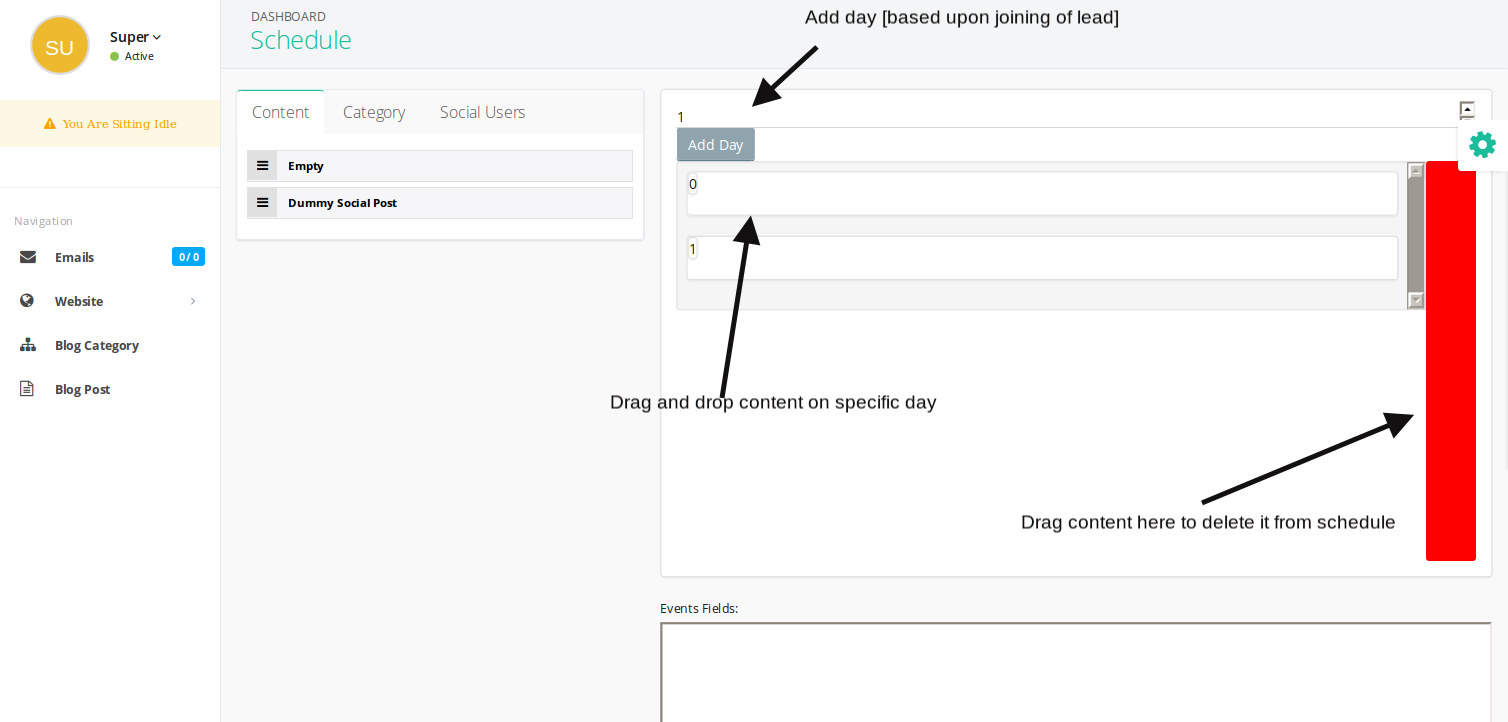 SU
Super
Active
You Are Sitting Idle
Navigation
Emails
0 / 0
Website
Blog Category
Blog Post
DASHBOARD
Schedule
Content
Category
Social Users
Empty
Dummy Social Post
Add day [based upon joining of lead]
1
Add Day
0
1
Drag and drop content on specific day
Drag content here to delete it from schedule
Events Fields: